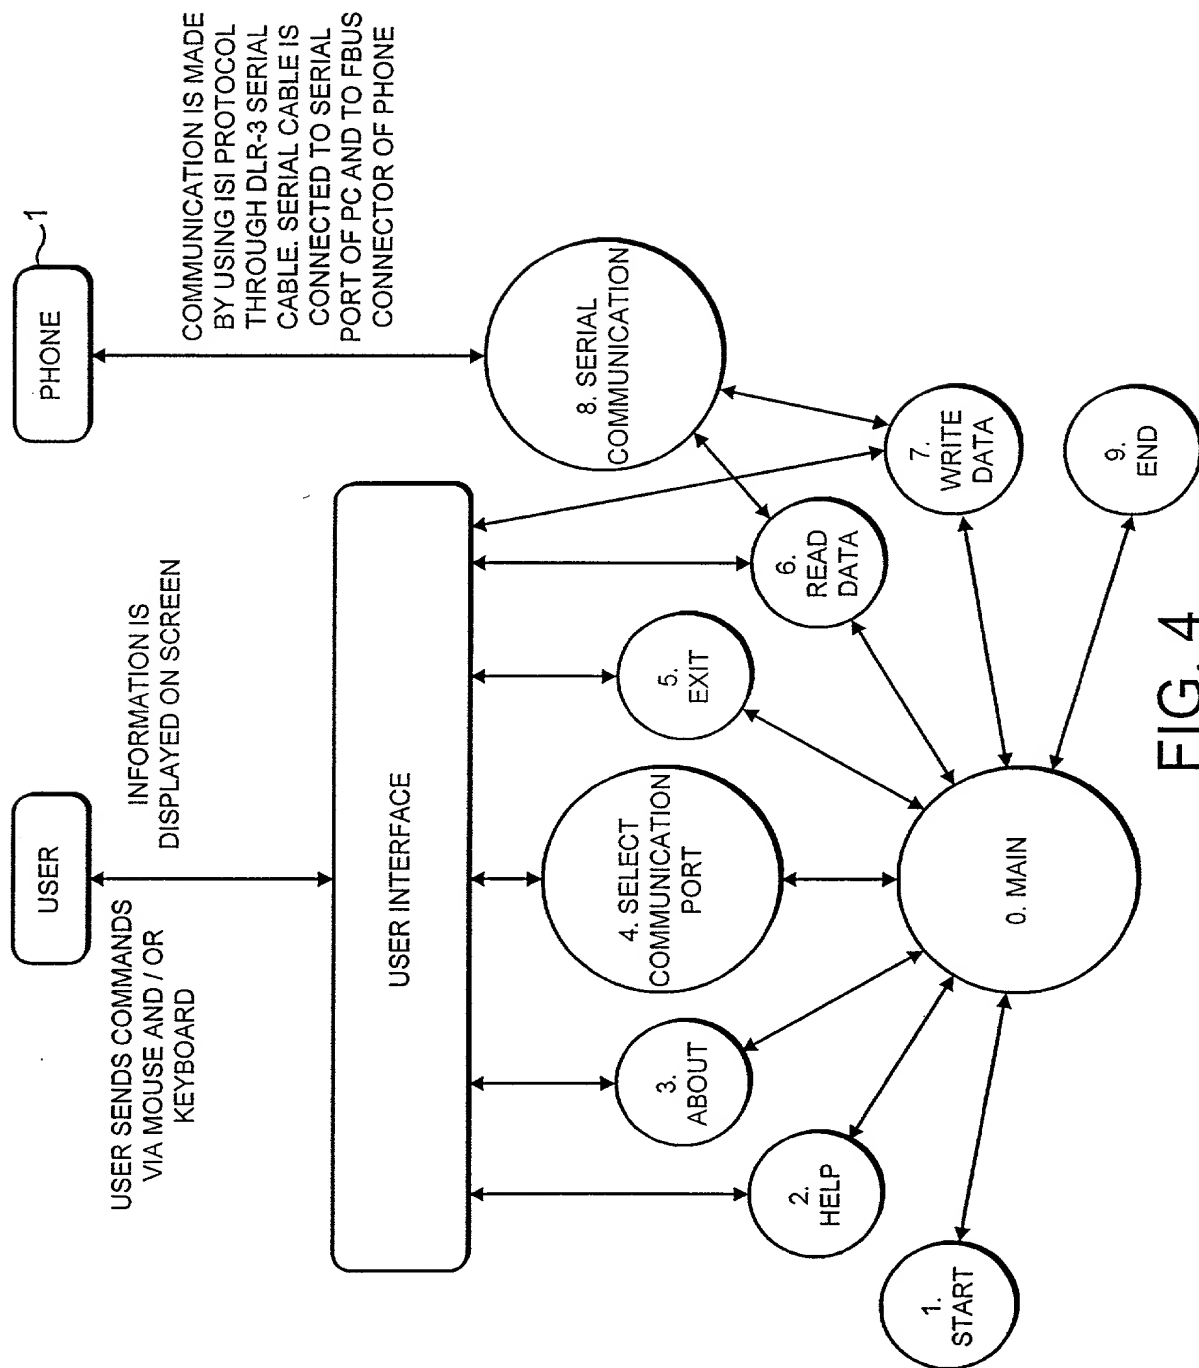 USER
PHONE
1
USER SENDS COMMANDS
VIA MOUSE AND / OR
KEYBOARD
INFORMATION IS
DISPLAYED ON SCREEN
COMMUNICATION IS MADE
BY USING ISI PROTOCOL
THROUGH DLR-3 SERIAL
CABLE. SERIAL CABLE IS
CONNECTED TO SERIAL
PORT OF PC AND TO FBUS
CONNECTOR OF PHONE
USER INTERFACE
8. SERIAL
COMMUNICATION
4. SELECT
COMMUNICATION
PORT
3.
ABOUT
5.
EXIT
2.
HELP
6.
READ
DATA
1.
START
7.
WRITE
DATA
0. MAIN
9.
END
FIG. 4